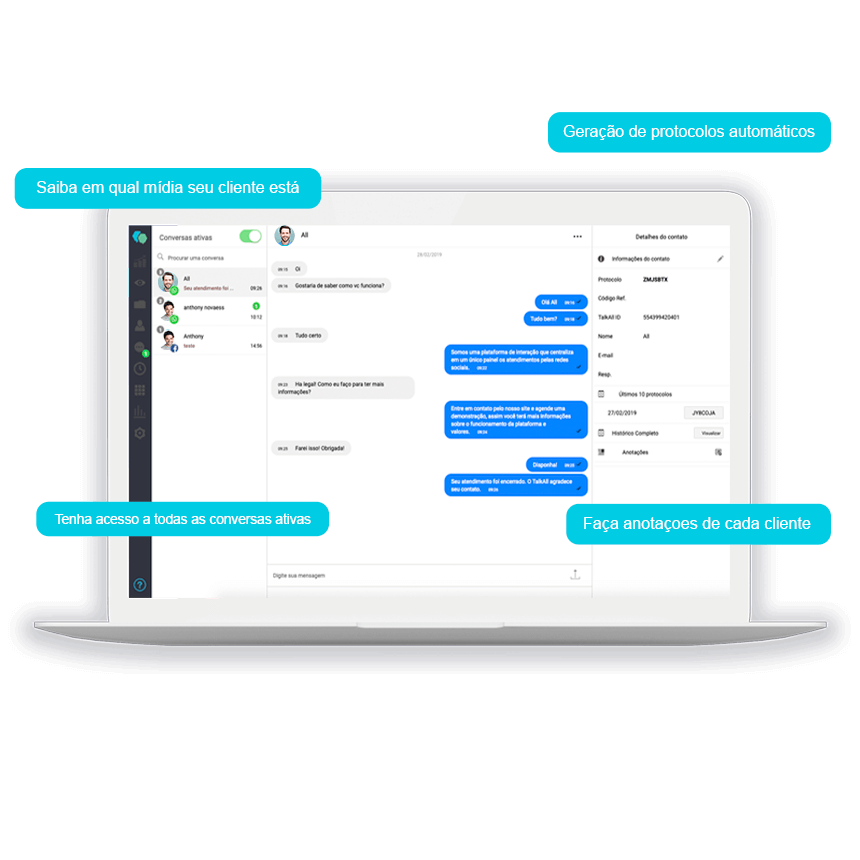 Geração de protocolos automáticos
Saiba em qual mídia seu cliente está
Conversas ativas
Procurar uma conversa
3
All
Seu atendimento foi ...
09:26
anthony novaess
10:12
Anthony
teste
14:56
All
28/02/2019
09:15 Oi
09:16 Gostaria de saber como vc funciona?
Olá All
Tudo bem? 09:18
09:18 Tudo certo
Somos uma plataforma de interação que centraliza
em um único painel os atendimentos pelas redes
sociais. 09:22
09:23 Ha legal! Como eu faço para ter mais
informações?
Entre em contato pelo nosso site e agende uma
demonstração, assim você terá mais informações
sobre o funcionamento da plataforma e
valores. 09:24
09:25 Farei isso! Obrigada!
Disponha! 09:25
Seu atendimento foi encerrado. O TalkAll agradece
seu contato. 09:26
Digite sua mensagem
Detalhes do contato
Informações do contato
Protocolo ZMJSBTX
Código Ref.
TalkAll ID 554399420401
Nome All
E-mail
Resp.
Últimos 10 protocolos
27/02/2019 JY8COJA
Histórico Completo Visualizar
Anotações
Tenha acesso a todas as conversas ativas
Faça anotaçoes de cada cliente
?